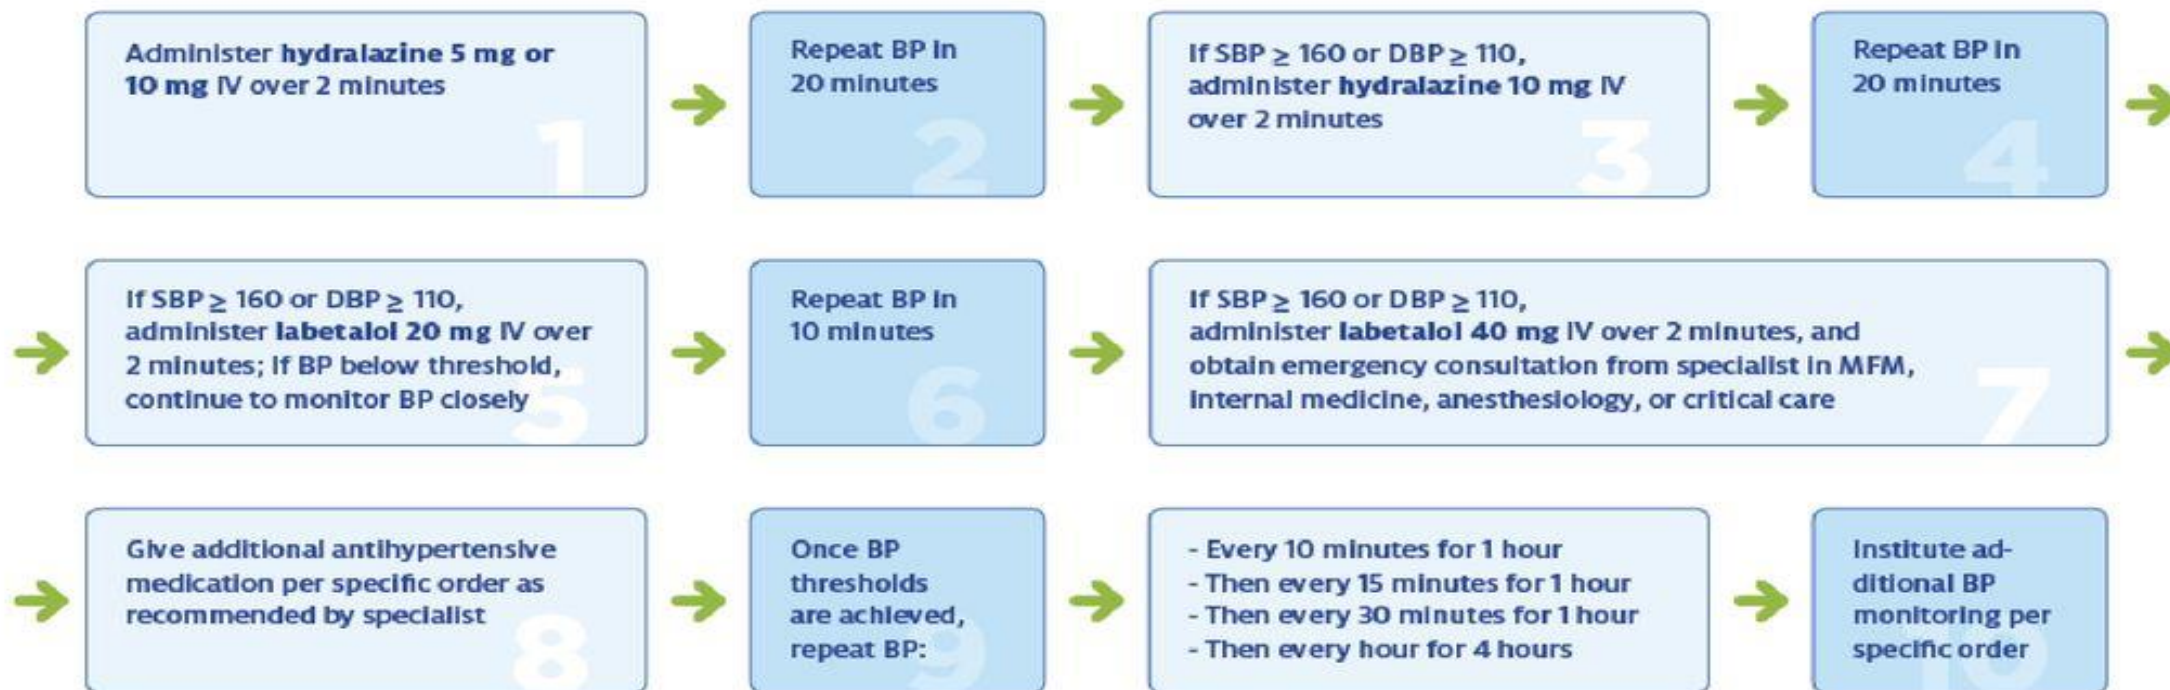 Administer hydralazine 5 mg or
10 mg IV over 2 minutes
1
Repeat BP in
20 minutes
2
If SBP ≥ 160 or DBP ≥ 110,
administer hydralazine 10 mg IV
over 2 minutes
3
Repeat BP in
20 minutes
4
If SBP ≥ 160 or DBP ≥ 110,
administer labetalol 20 mg IV over
2 minutes; If BP below threshold,
continue to monitor BP closely
5
Repeat BP in
10 minutes
6
If SBP ≥ 160 or DBP ≥ 110,
administer labetalol 40 mg IV over 2 minutes, and
obtain emergency consultation from specialist in MFM,
internal medicine, anesthesiology, or critical care
7
Give additional antihypertensive
medication per specific order as
recommended by specialist
8
Once BP
thresholds
are achieved,
repeat BP:
9
- Every 10 minutes for 1 hour
- Then every 15 minutes for 1 hour
- Then every 30 minutes for 1 hour
- Then every hour for 4 hours
Institute ad-
ditional BP
monitoring per
specific order
10